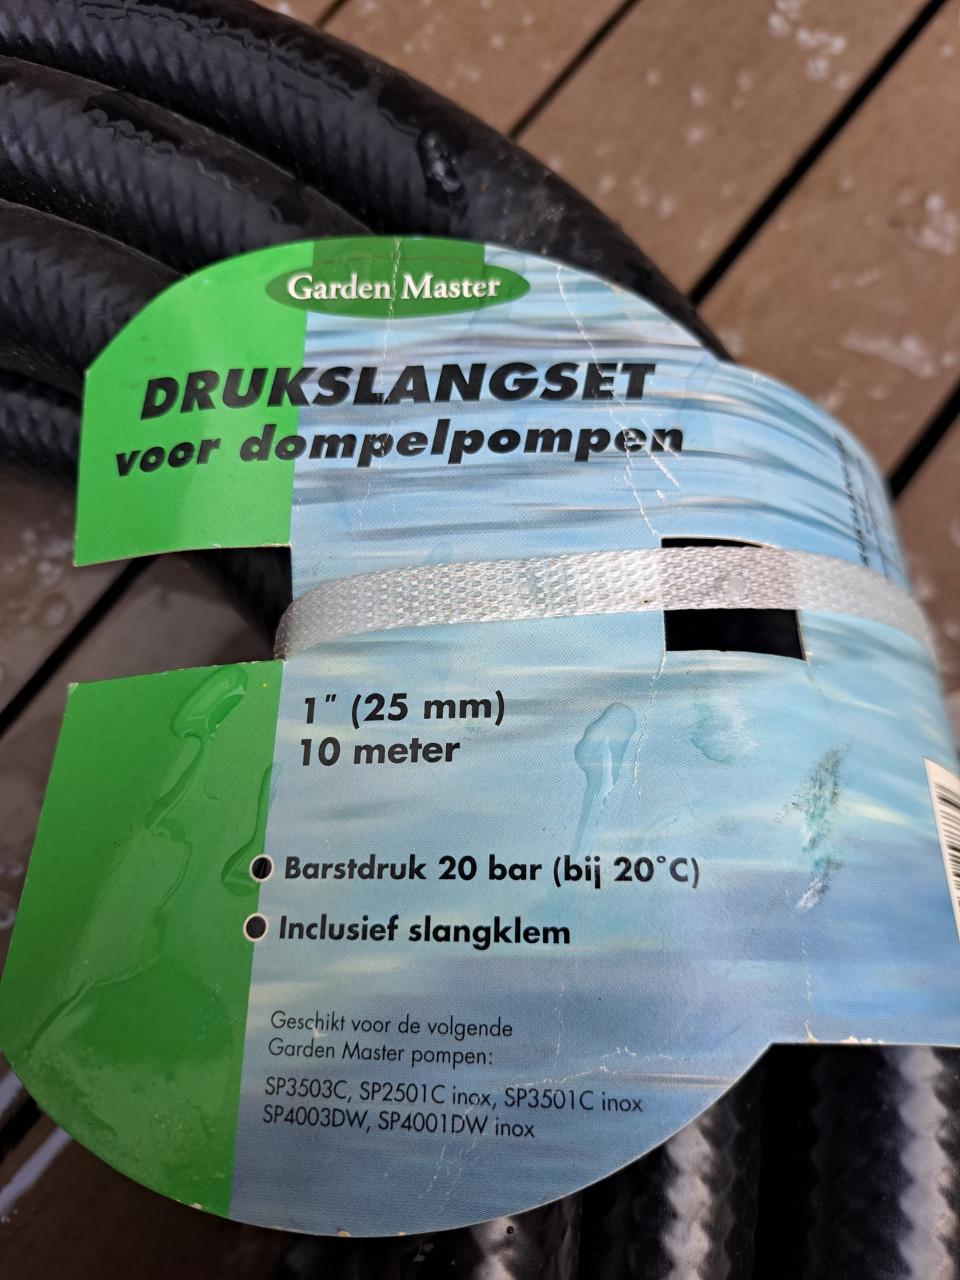 Garden Master
DRUKSLANGSET
voor dompelpompen
1" (25 mm)
10 meter
Barstdruk 20 bar (bij 20°C)
Inclusief slangklem
Geschikt voor de volgende
Garden Master pompen:
SP3503C, SP2501C inox, SP3501C inox
SP4003DW, SP4001DW inox